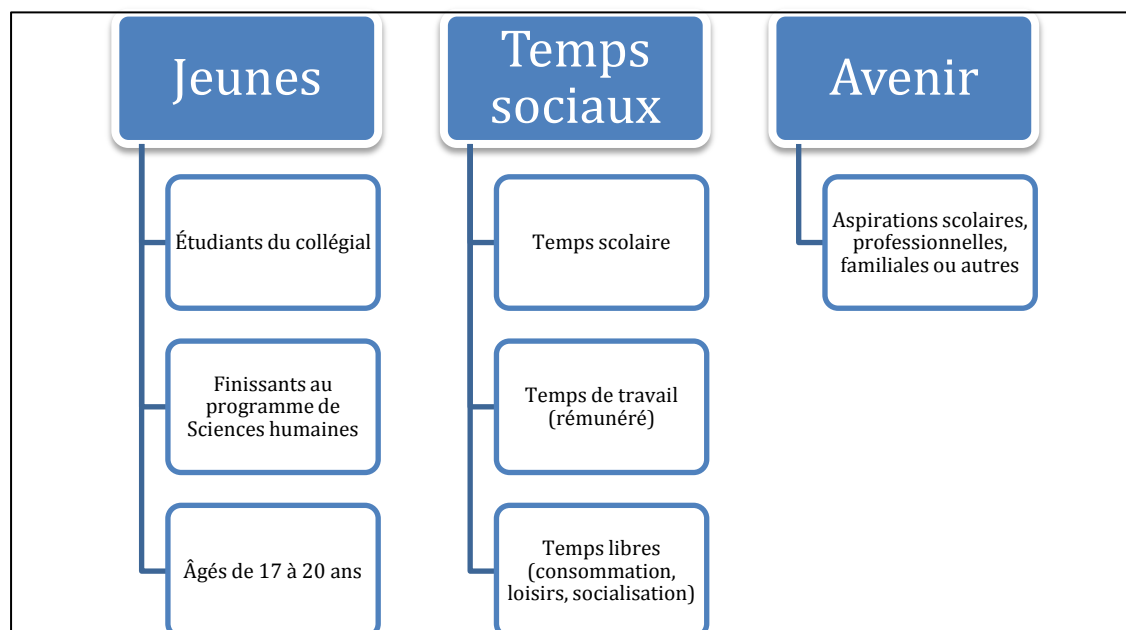 Jeunes
Étudiants du collégial
Finissants au
programme de
Sciences humaines
Âgés de 17 à 20 ans
Temps
sociaux
Temps scolaire
Temps de travail
(rémunéré)
Temps libres
(consommation,
loisirs, socialisation)
Avenir
Aspirations scolaires,
professionnelles,
familiales ou autres